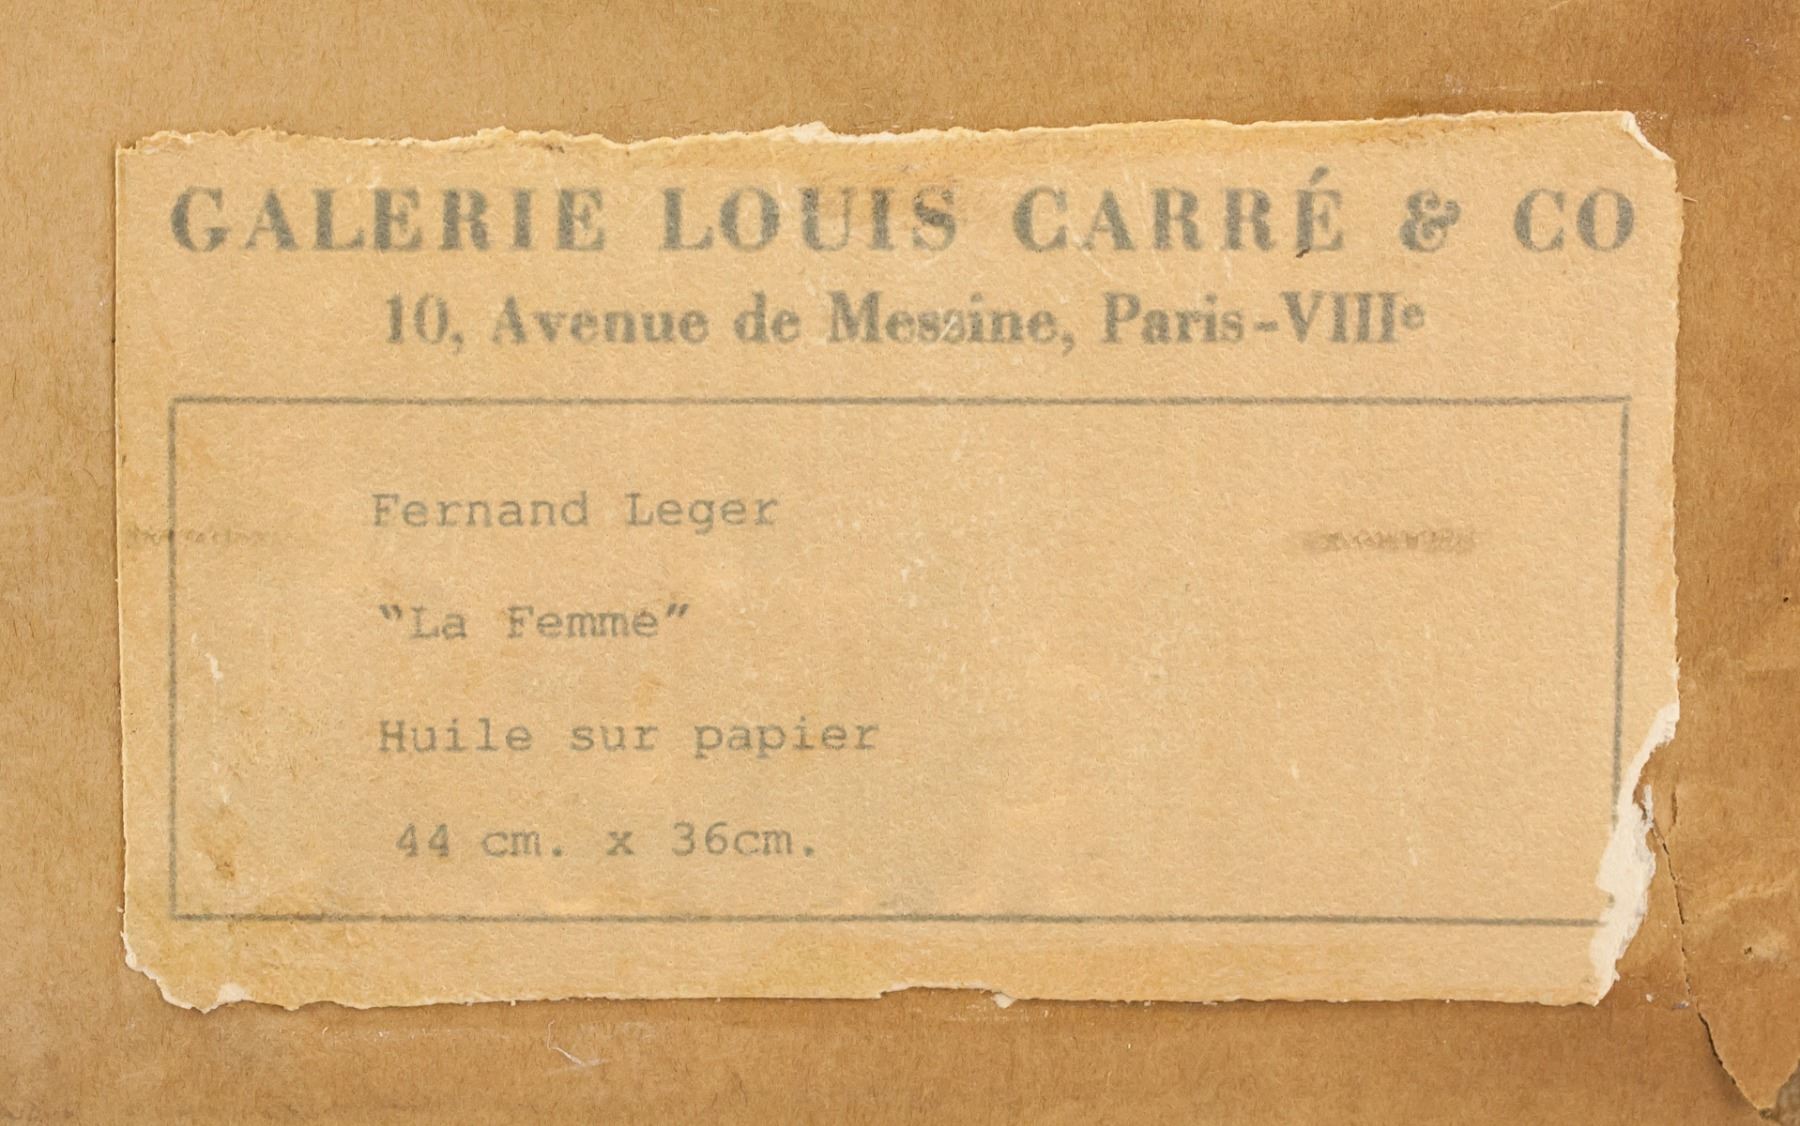 GALERIE LOUIS CARRÉ & CO
10, Avenue de Messine, Paris-VIIIe
Fernand Leger
"La Femme"
Huile sur papier
44 cm. x 36cm.